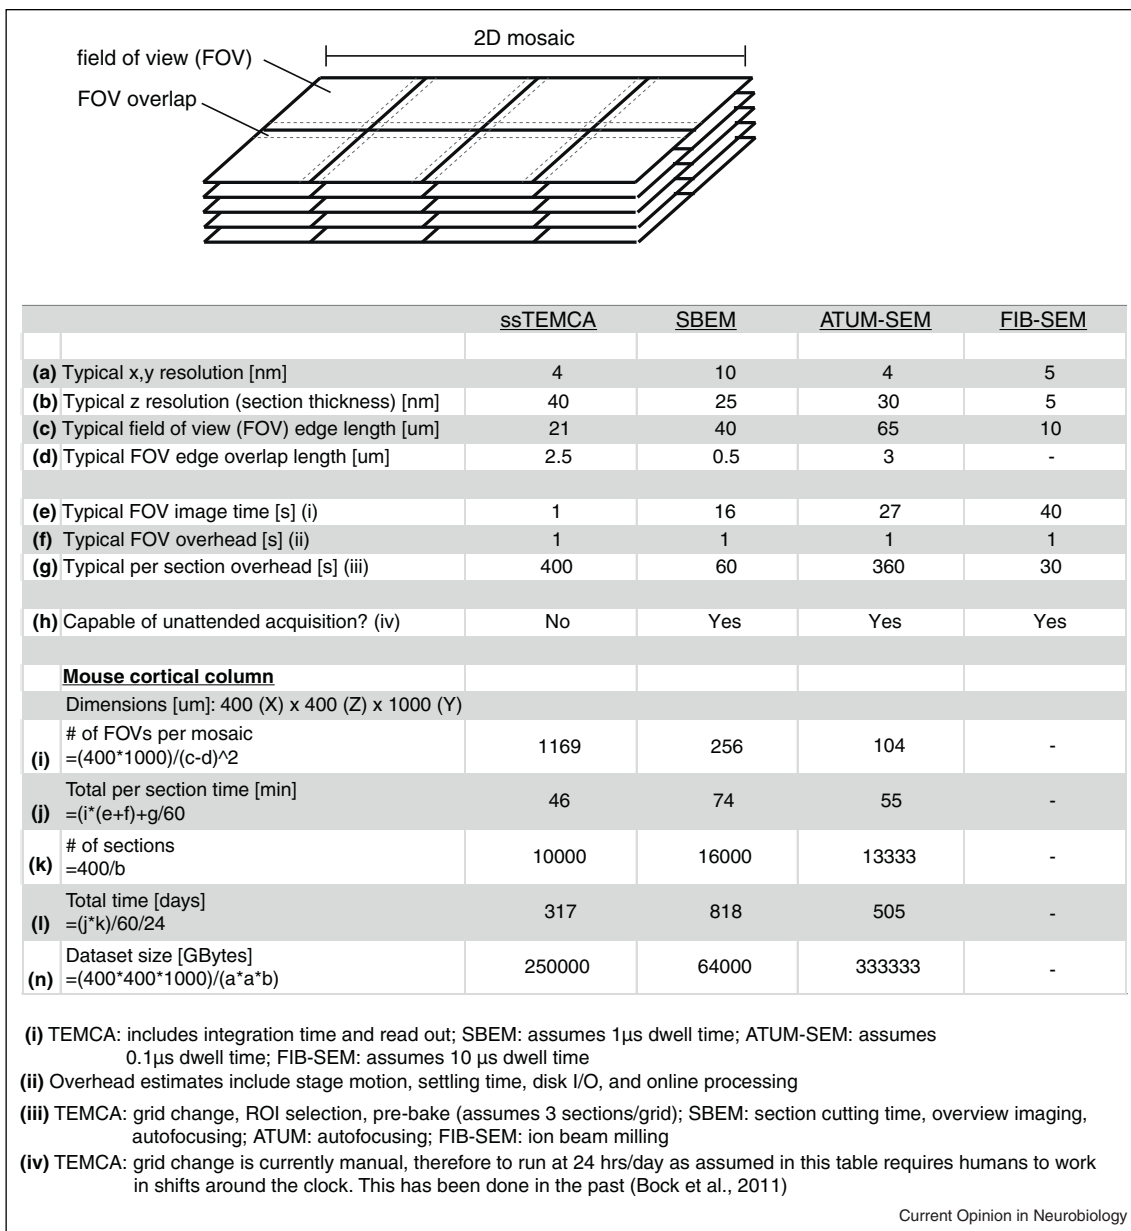 2D mosaic
field of view (FOV)
FOV overlap
ssTEMCA SBEM ATUM-SEM FIB-SEM
(a) Typical x,y resolution [nm] 4 10 4 5
(b) Typical z resolution (section thickness) [nm] 40 25 30 5
(c) Typical field of view (FOV) edge length [um] 21 40 65 10
(d) Typical FOV edge overlap length [um] 2.5 0.5 3 -
(e) Typical FOV image time [s] (i) 1 16 27 40
(f) Typical FOV overhead [s] (ii) 1 1 1 1
(g) Typical per section overhead [s] (iii) 400 60 360 30
(h) Capable of unattended acquisition? (iv) No Yes Yes Yes
Mouse cortical column
Dimensions [um]: 400 (X) x 400 (Z) x 1000 (Y)
# of FOVs per mosaic
(i) =(400*1000)/(c-d)^2 1169 256 104 -
Total per section time [min]
(j) =(i*(e+f)+g/60 46 74 55 -
# of sections
(k) =400/b 10000 16000 13333 -
Total time [days]
(l) =(j*k)/60/24 317 818 505 -
Dataset size [GBytes]
(n) =(400*400*1000)/(a*a*b) 250000 64000 333333 -
(i) TEMCA: includes integration time and read out; SBEM: assumes 1µs dwell time; ATUM-SEM: assumes
0.1µs dwell time; FIB-SEM: assumes 10 µs dwell time
(ii) Overhead estimates include stage motion, settling time, disk I/O, and online processing
(iii) TEMCA: grid change, ROI selection, pre-bake (assumes 3 sections/grid); SBEM: section cutting time, overview imaging,
autofocusing; ATUM: autofocusing; FIB-SEM: ion beam milling
(iv) TEMCA: grid change is currently manual, therefore to run at 24 hrs/day as assumed in this table requires humans to work
in shifts around the clock. This has been done in the past (Bock et al., 2011)
Current Opinion in Neurobiology